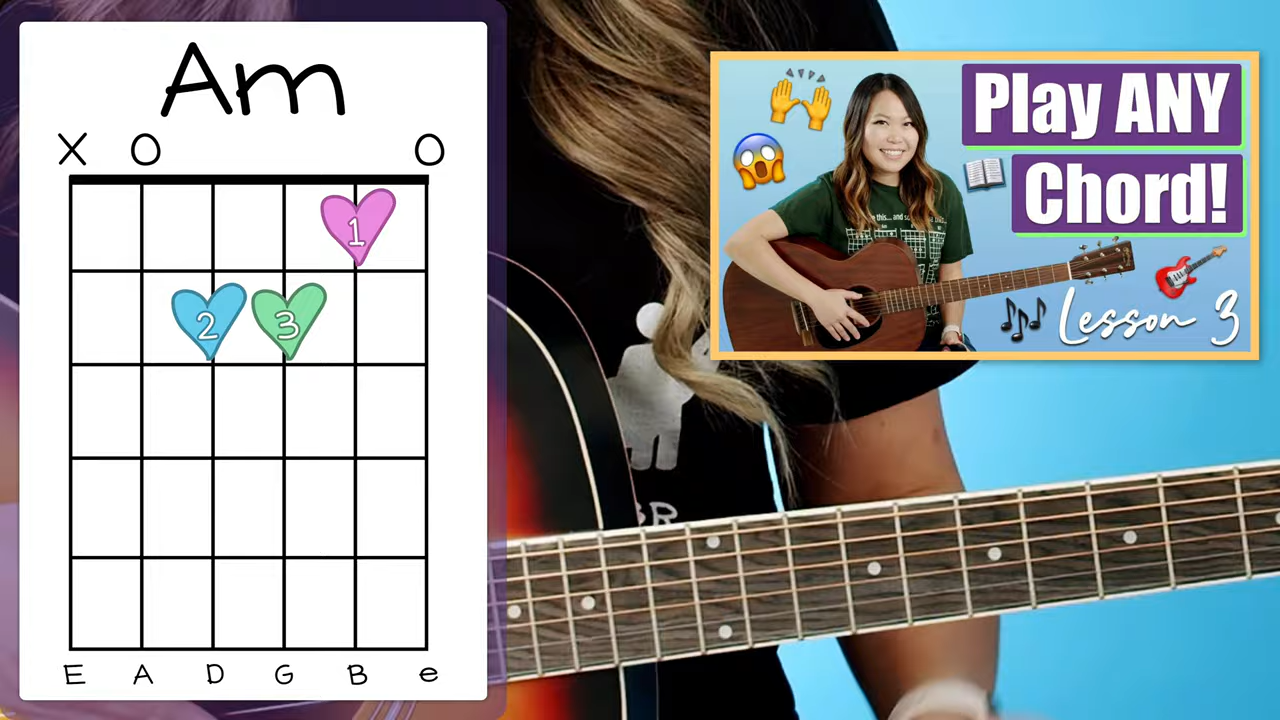 Am
X O O
1
2 3
E A D G B e
Play ANY
Chord!
Lesson 3